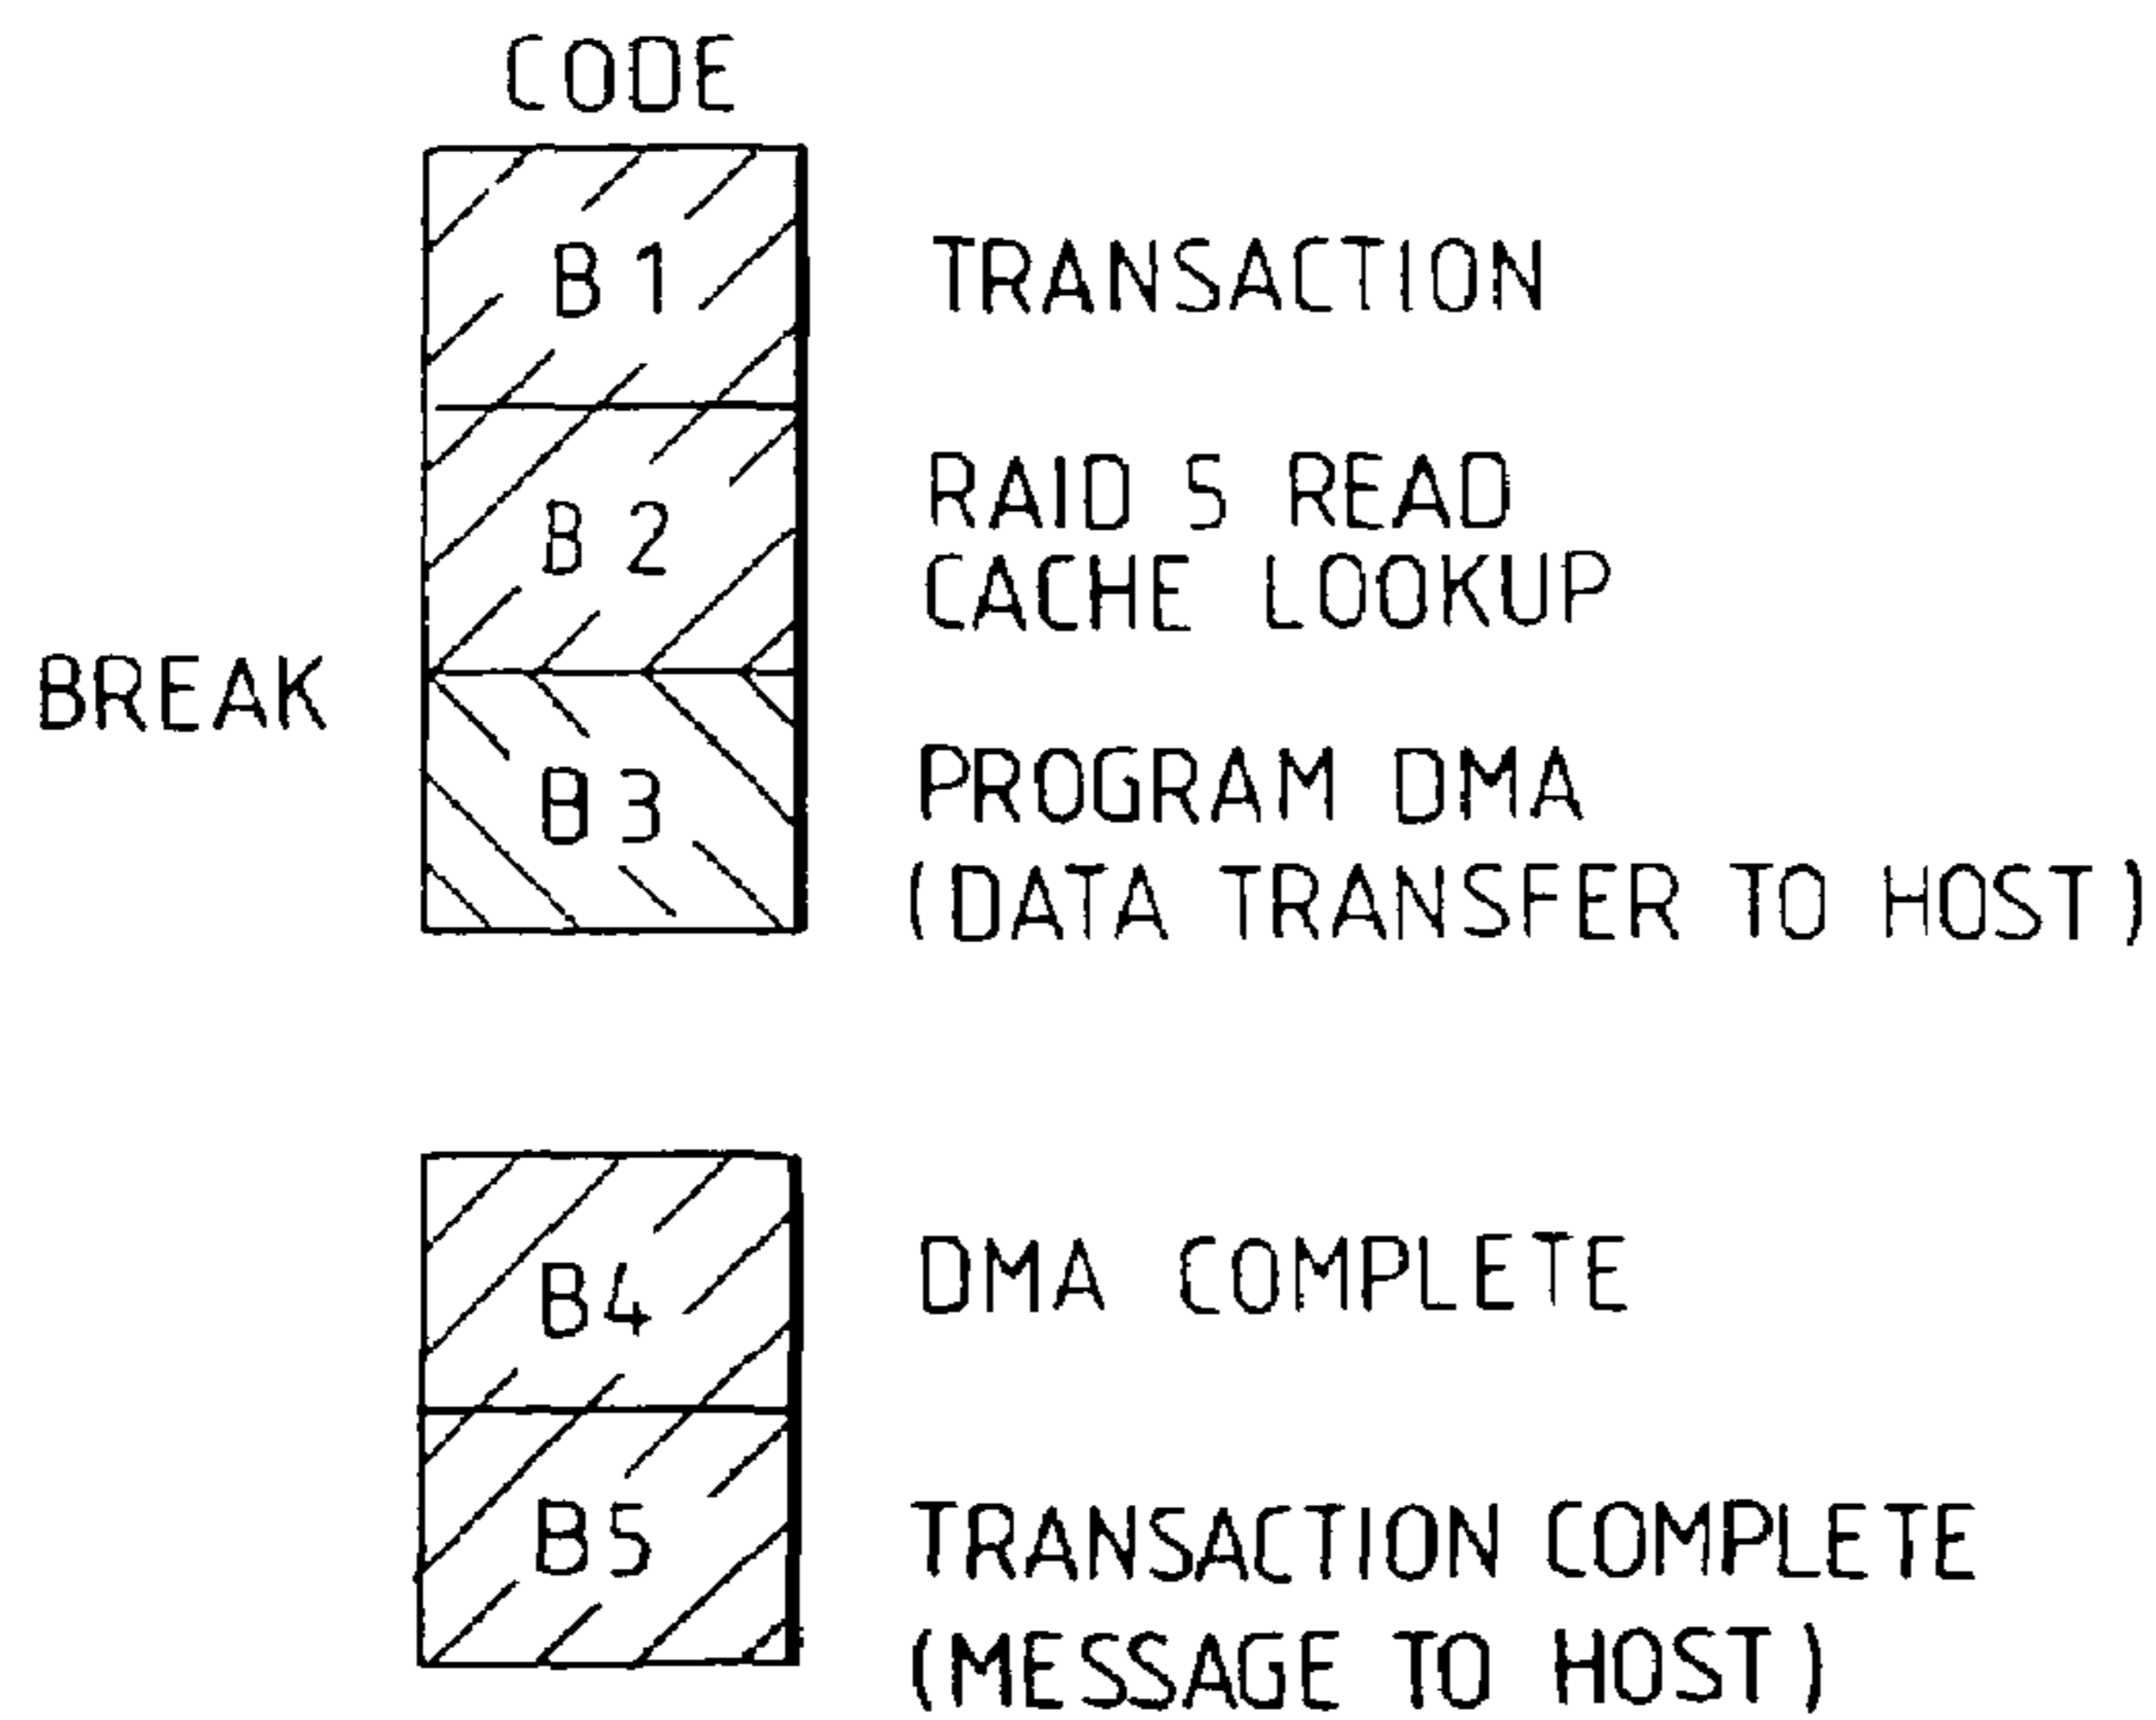 CODE
B1 TRANSACTION
B2 RAID 5 READ
CACHE LOOKUP
BREAK
B3 PROGRAM DMA
(DATA TRANSFER TO HOST)
B4 DMA COMPLETE
B5 TRANSACTION COMPLETE
(MESSAGE TO HOST)